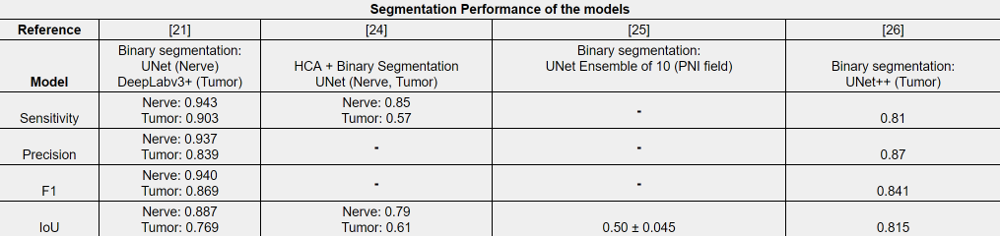 Segmentation Performance of the models
Reference [21] [24] [25] [26]
Model Binary segmentation: UNet (Nerve) DeepLabv3+ (Tumor) HCA + Binary Segmentation UNet (Nerve, Tumor) Binary segmentation: UNet Ensemble of 10 (PNI field) Binary segmentation: UNet++ (Tumor)
Sensitivity Nerve: 0.943 Tumor: 0.903 Nerve: 0.85 Tumor: 0.57 - 0.81
Precision Nerve: 0.937 Tumor: 0.839 - - 0.87
F1 Nerve: 0.940 Tumor: 0.869 - - 0.841
IoU Nerve: 0.887 Tumor: 0.769 Nerve: 0.79 Tumor: 0.61 0.50 ± 0.045 0.815